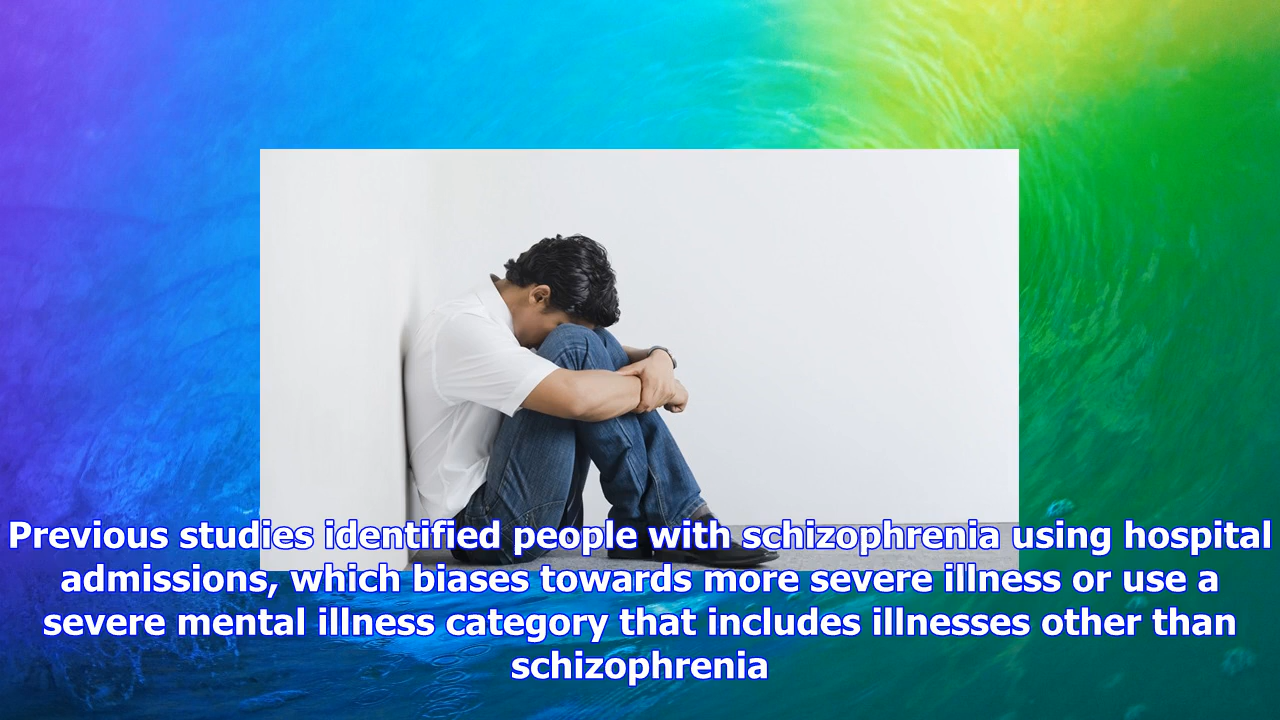 Previous studies identified people with schizophrenia using hospital
admissions, which biases towards more severe illness or use a
severe mental illness category that includes illnesses other than
schizophrenia